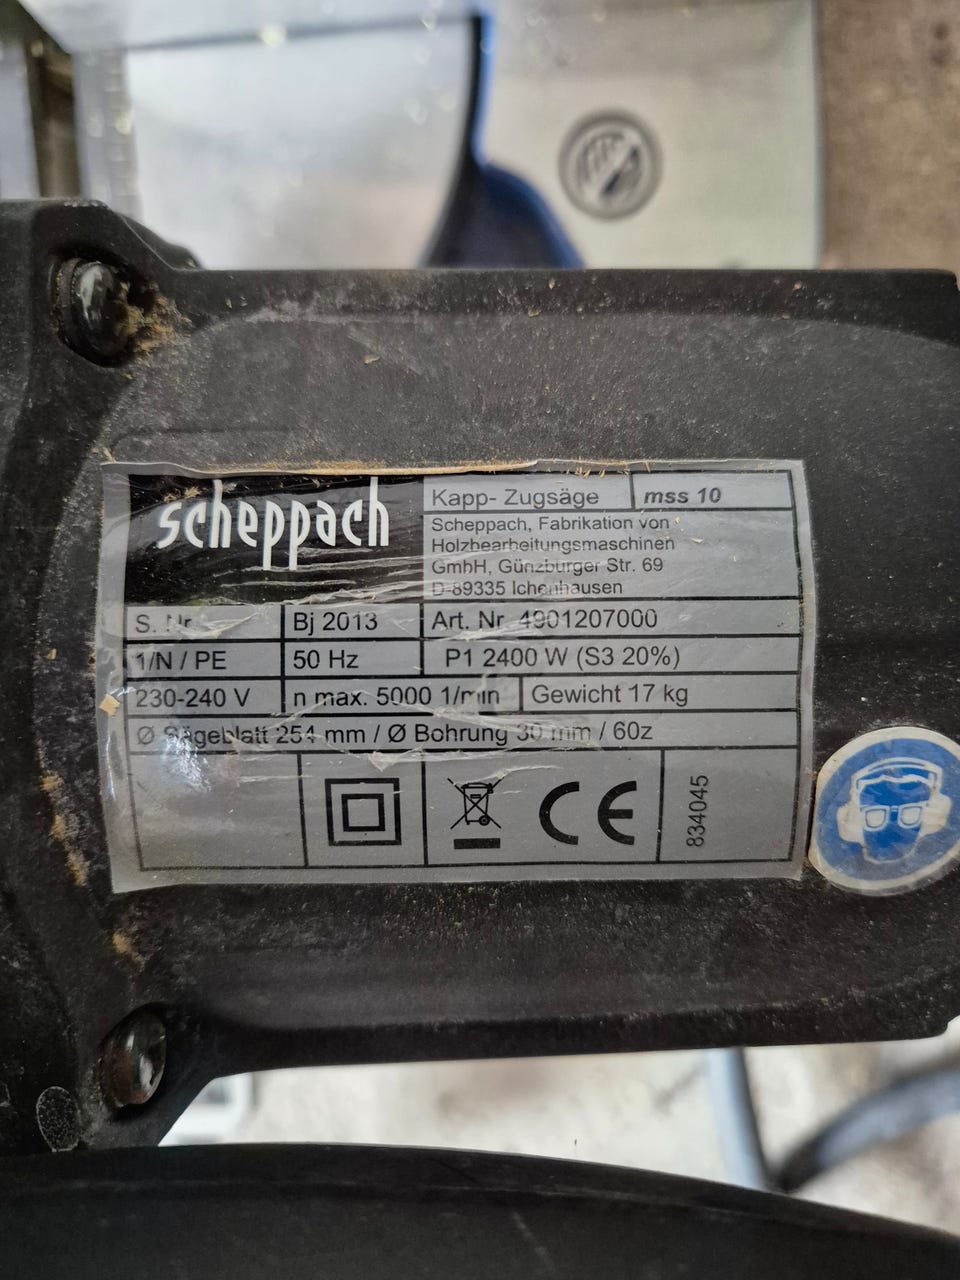 scheppach
Kapp- Zugsäge mss 10
Scheppach, Fabrikation von
Holzbearbeitungsmaschinen
GmbH, Günzburger Str. 69
D-89335 Ichenhausen
S. Nr Bj 2013 Art. Nr 4901207000
1/N / PE 50 Hz P1 2400 W (S3 20%)
230-240 V n max. 5000 1/min Gewicht 17 kg
Ø Sägeblatt 254 mm / Ø Bohrung 30 mm / 60z
CE
834045